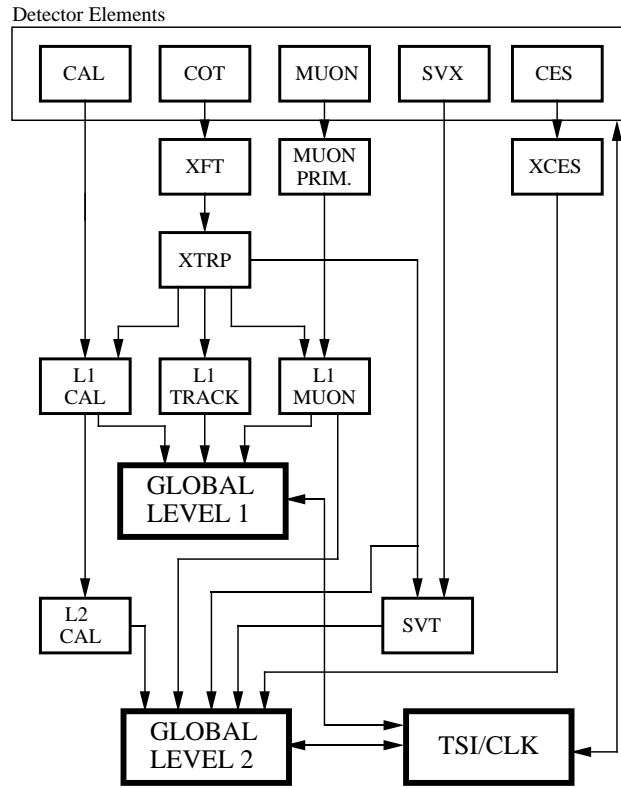 Detector Elements
CAL
COT
MUON
SVX
CES
XFT
MUON
PRIM.
XCES
XTRP
L1
CAL
L1
TRACK
L1
MUON
GLOBAL
LEVEL 1
L2
CAL
SVT
GLOBAL
LEVEL 2
TSI/CLK